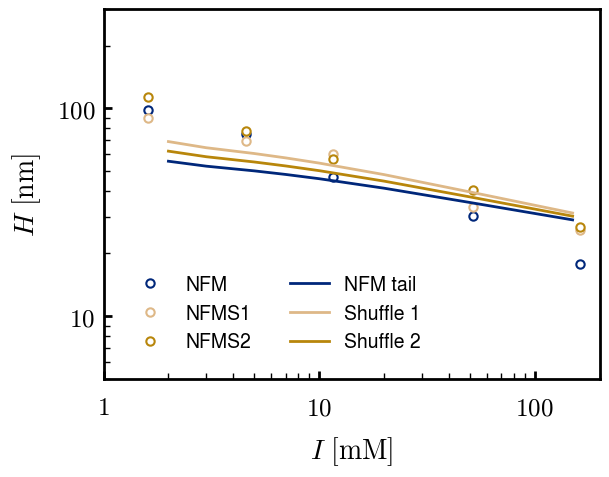 H [nm]
100
10
NFM
NFMS1
NFMS2
NFM tail
Shuffle 1
Shuffle 2
1
10
100
I [mM]